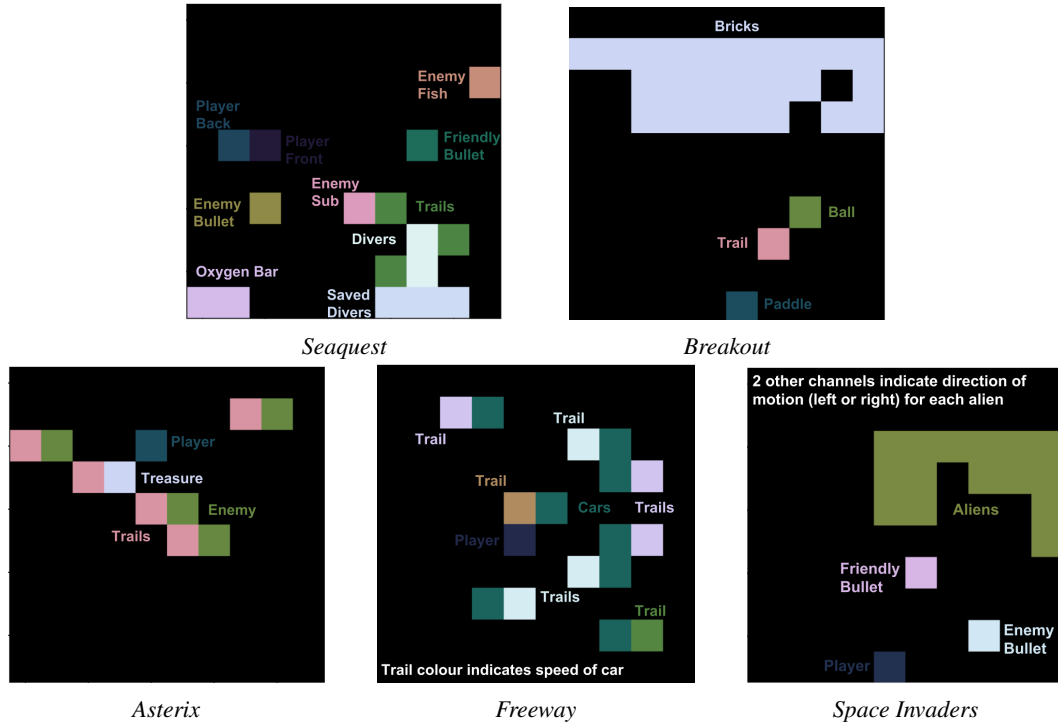 Enemy
Fish
Player
Back
Player
Front
Friendly
Bullet
Enemy
Sub
Trails
Enemy
Bullet
Divers
Oxygen Bar
Saved
Divers
Seaquest
Bricks
Ball
Trail
Paddle
Breakout
Player
Treasure
Enemy
Trails
Asterix
Trail
Trail
Trail
Cars
Trails
Player
Trails
Trail
Trail colour indicates speed of car
Freeway
2 other channels indicate direction of
motion (left or right) for each alien
Aliens
Friendly
Bullet
Enemy
Bullet
Player
Space Invaders